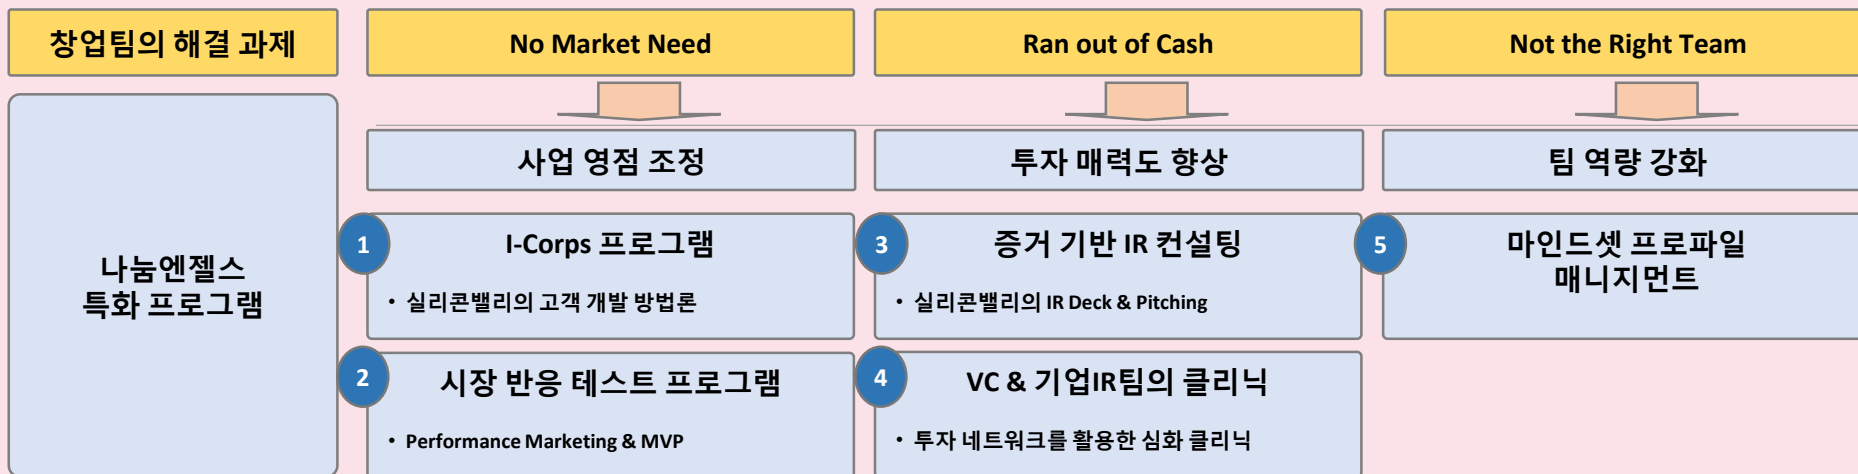 창업팀의 해결 과제
No Market Need
Ran out of Cash
Not the Right Team
사업 영점 조정
투자 매력도 향상
팀 역량 강화
나눔엔젤스
특화 프로그램
1
I-Corps 프로그램
• 실리콘밸리의 고객 개발 방법론
2
시장 반응 테스트 프로그램
• Performance Marketing & MVP
3
증거 기반 IR 컨설팅
• 실리콘밸리의 IR Deck & Pitching
4
VC & 기업IR팀의 클리닉
• 투자 네트워크를 활용한 심화 클리닉
5
마인드셋 프로파일
매니지먼트